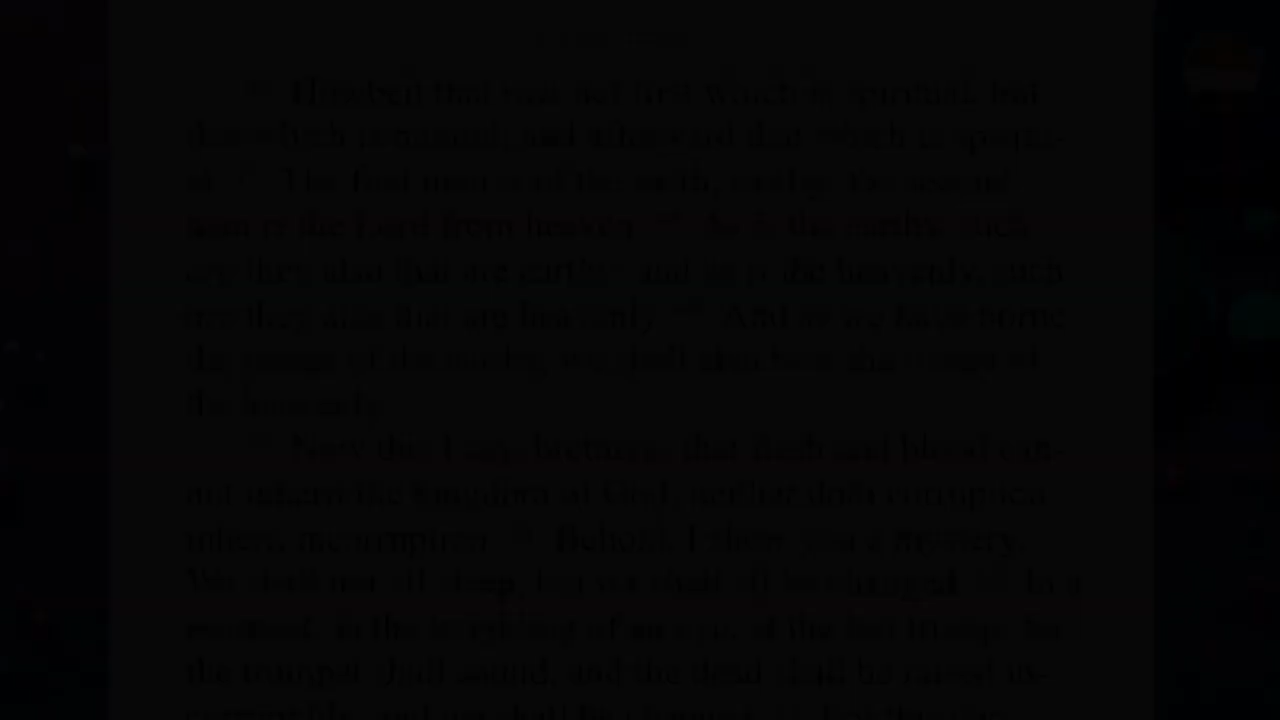 Howbeit that was not first which is spiritual, but
that which is natural; and afterward that which is spiritu-
al. The first man is of the earth, earthy: the second
man is the Lord from heaven. As is the earthy, such
are they also that are earthy: and as is the heavenly, such
are they also that are heavenly. And as we have borne
the image of the earthy, we shall also bear the image of
the heavenly.
Now this I say, brethren, that flesh and blood can-
not inherit the kingdom of God; neither doth corruption
inherit incorruption. Behold, I shew you a mystery;
We shall not all sleep, but we shall all be changed, In a
moment, in the twinkling of an eye, at the last trump: for
the trumpet shall sound, and the dead shall be raised in-